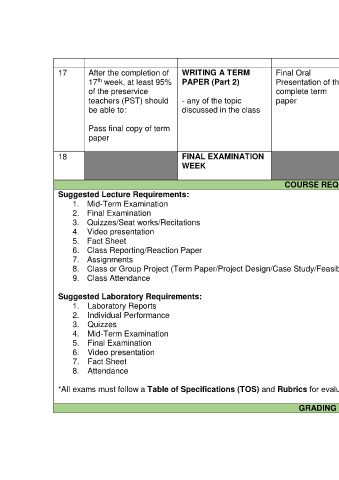 17
After the completion of
17th week, at least 95%
of the preservice
teachers (PST) should
be able to:
Pass final copy of term
paper
WRITING A TERM
PAPER (Part 2)
- any of the topic
discussed in the class
Final Oral
Presentation of th
complete term
paper
18
FINAL EXAMINATION
WEEK
COURSE REQ
Suggested Lecture Requirements:
1. Mid-Term Examination
2. Final Examination
3. Quizzes/Seat works/Recitations
4. Video presentation
5. Fact Sheet
6. Class Reporting/Reaction Paper
7. Assignments
8. Class or Group Project (Term Paper/Project Design/Case Study/Feasib
9. Class Attendance
Suggested Laboratory Requirements:
1. Laboratory Reports
2. Individual Performance
3. Quizzes
4. Mid-Term Examination
5. Final Examination
6. Video presentation
7. Fact Sheet
8. Attendance
*All exams must follow a Table of Specifications (TOS) and Rubrics for evalu
GRADING